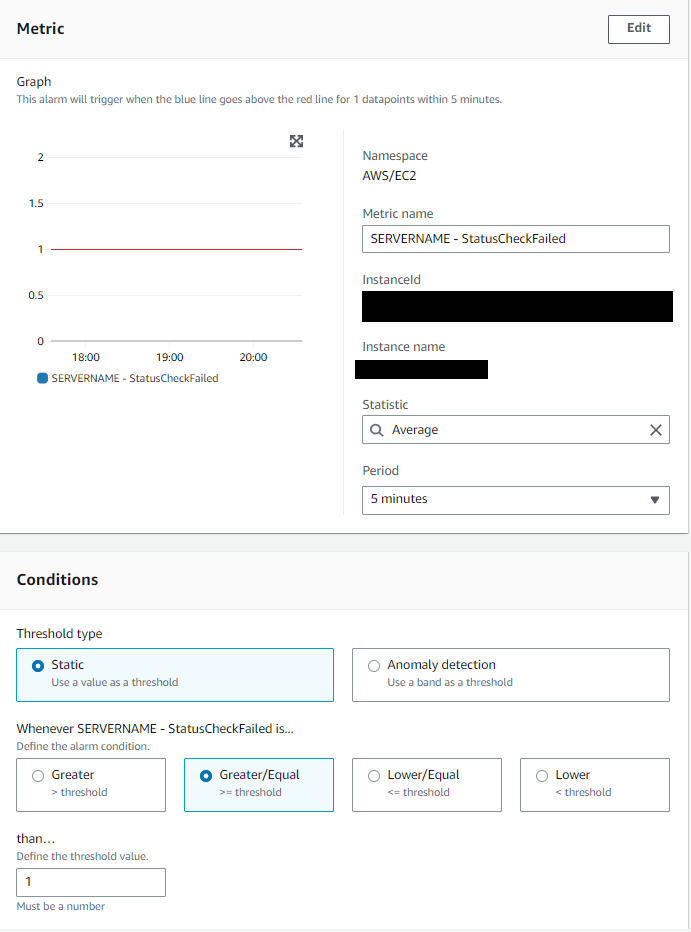 Metric
Edit
Graph
This alarm will trigger when the blue line goes above the red line for 1 datapoints within 5 minutes.
2
1.5
1
0.5
0
18:00 19:00 20:00
SERVERNAME - StatusCheckFailed
Namespace
AWS/EC2
Metric name
SERVERNAME - StatusCheckFailed
InstanceId
Instance name
Statistic
Average
Period
5 minutes
Conditions
Threshold type
Static
Use a value as a threshold
Anomaly detection
Use a band as a threshold
Whenever SERVERNAME - StatusCheckFailed is...
Define the alarm condition.
Greater
> threshold
Greater/Equal
>= threshold
Lower/Equal
<= threshold
Lower
< threshold
than...
Define the threshold value.
1
Must be a number